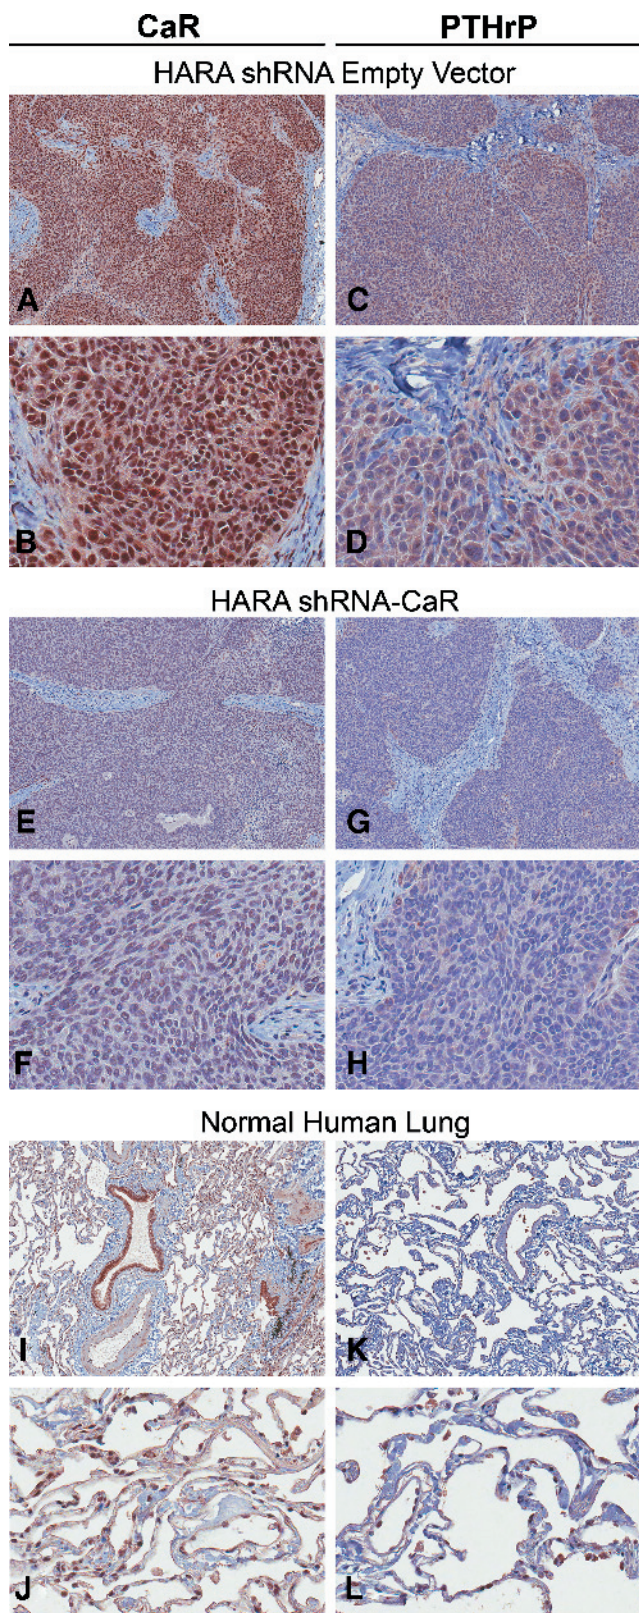 CaR PTHrP
HARA shRNA Empty Vector
A C
B D
HARA shRNA-CaR
E G
F H
Normal Human Lung
I K
J L